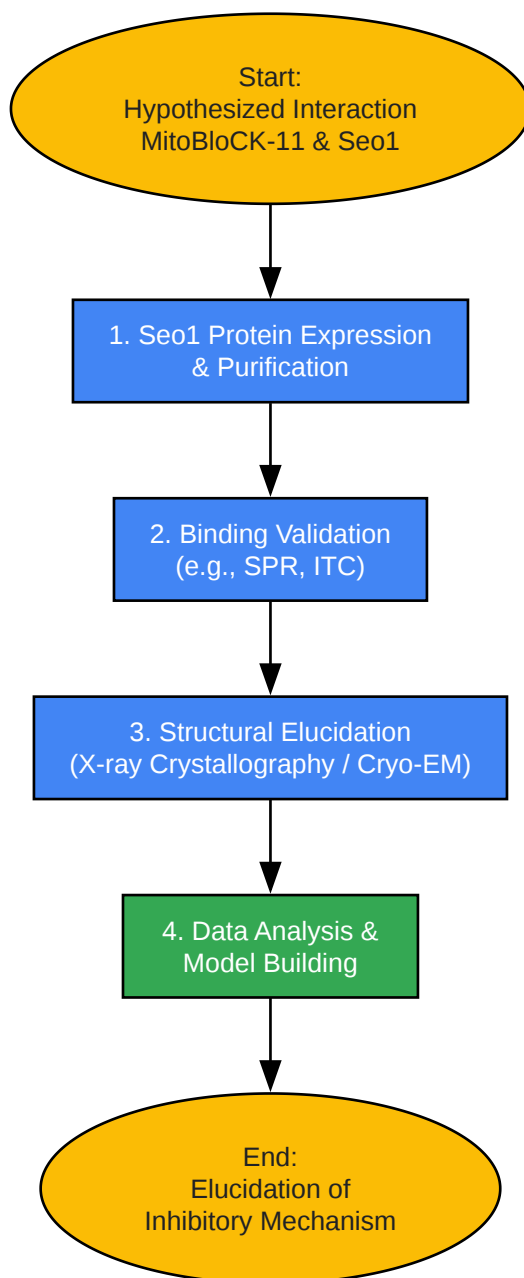 Start:
Hypothesized Interaction
MitoBloCK-11 & Seo1
1. Seo1 Protein Expression
& Purification
2. Binding Validation
(e.g., SPR, ITC)
3. Structural Elucidation
(X-ray Crystallography / Cryo-EM)
4. Data Analysis &
Model Building
End:
Elucidation of
Inhibitory Mechanism